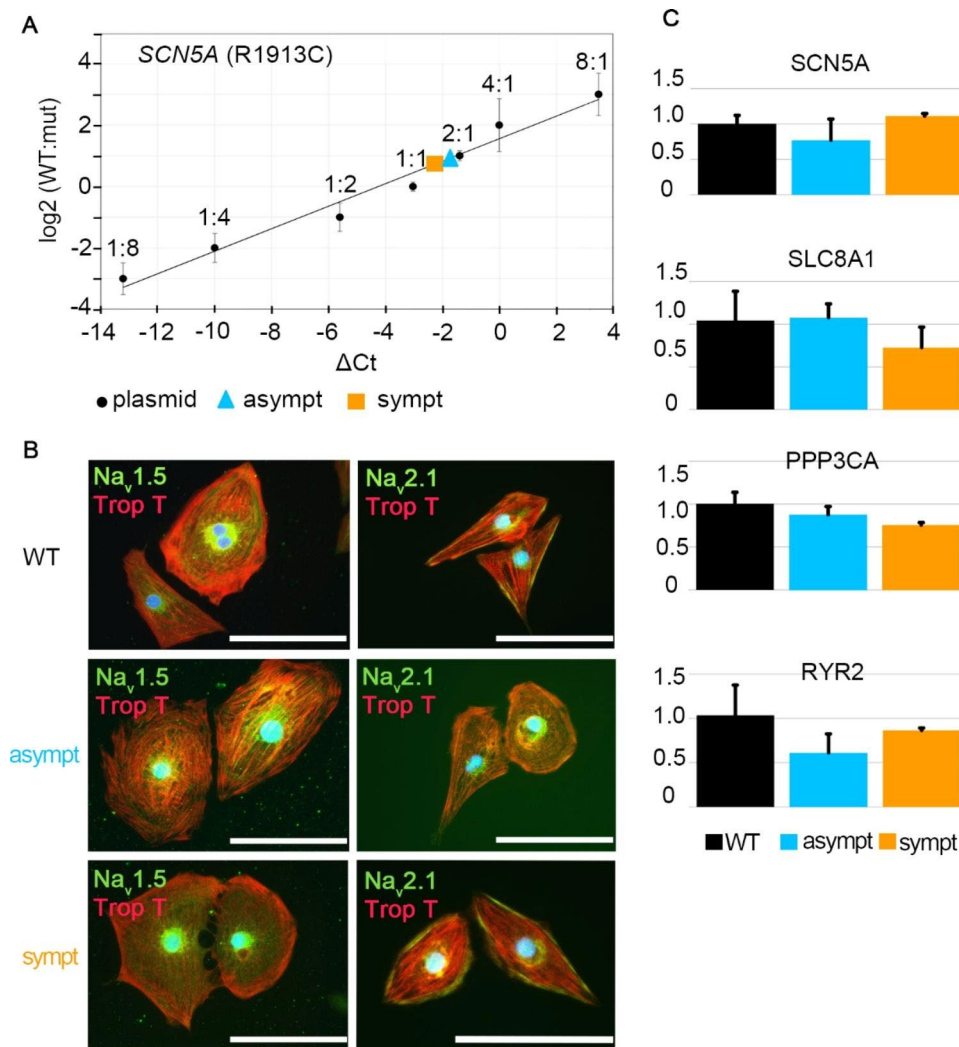 A
SCN5A (R1913C)
log2 (WT:mut)
4
2
0
-2
-4
1:8
1:4
1:2
1:1
2:1
4:1
8:1
-14 -12 -10 -8 -6 -4 -2 0 2 4
ΔCt
plasmid asympt sympt
B
WT
Nav1.5
Trop T
Nav2.1
Trop T
asympt
Nav1.5
Trop T
Nav2.1
Trop T
sympt
Nav1.5
Trop T
Nav2.1
Trop T
C
SCN5A
1.5
1.0
0.5
0
SLC8A1
1.5
1.0
0.5
0
PPP3CA
1.5
1.0
0.5
0
RYR2
1.5
1.0
0.5
0
WT asympt sympt